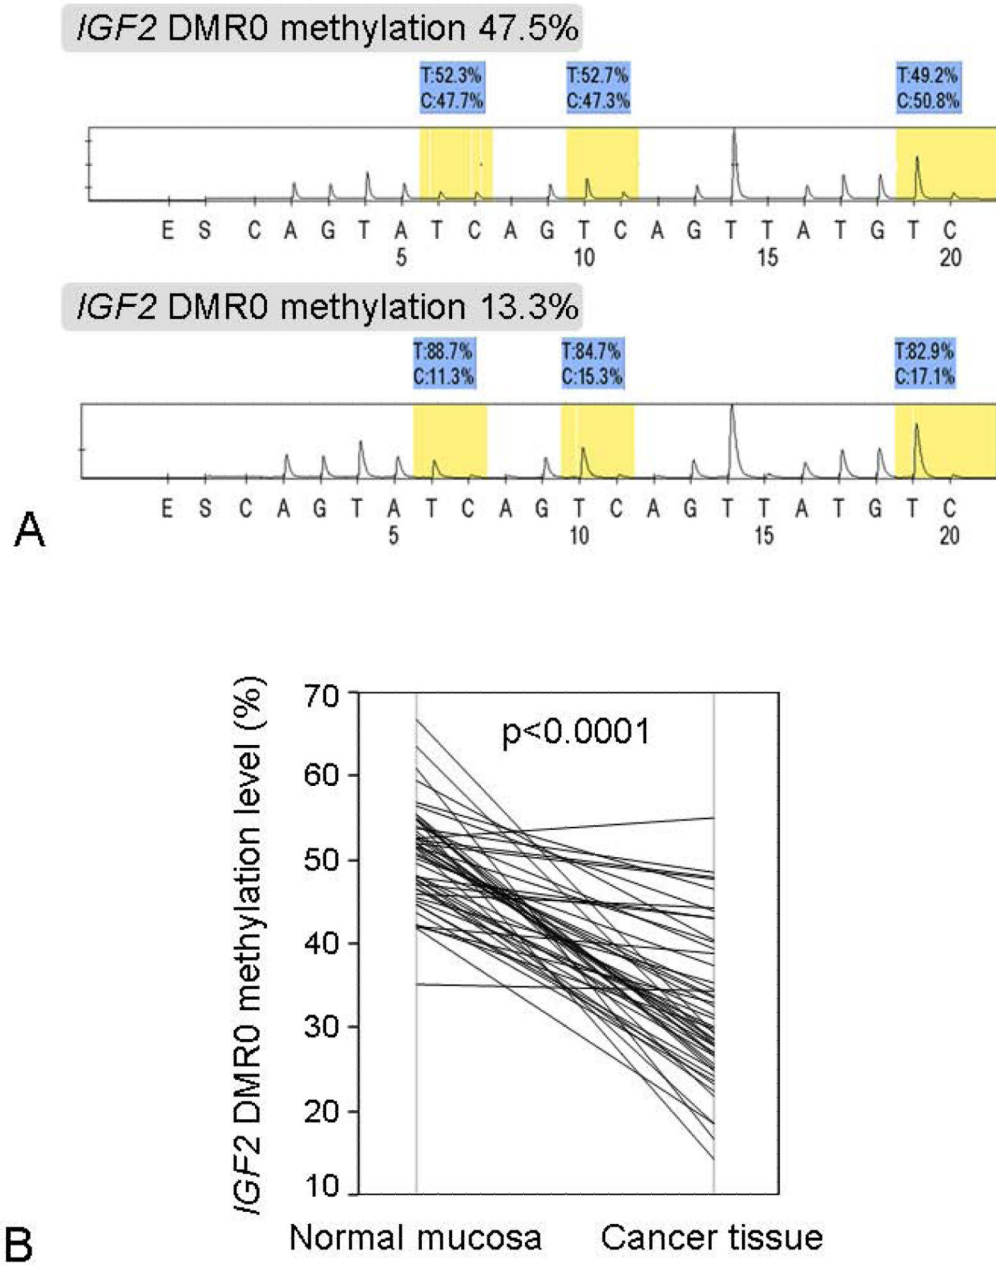 IGF2 DMR0 methylation 47.5%
T:52.3% T:52.7% T:49.2%
C:47.7% C:47.3% C:50.8%
E S C A G T A T C A G T C A G T T A T G T C
5 10 15 20
IGF2 DMR0 methylation 13.3%
T:88.7% T:84.7% T:82.9%
C:11.3% C:15.3% C:17.1%
E S C A G T A T C A G T C A G T T A T G T C
5 10 15 20
A
IGF2 DMR0 methylation level (%)
p<0.0001
70
60
50
40
30
20
10
Normal mucosa Cancer tissue
B